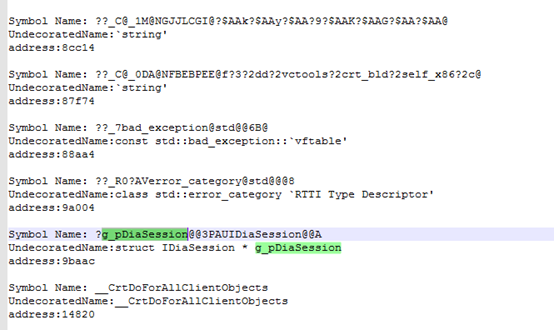 Symbol Name: ??_C@_1M@NGJJLCGI@?$AAk?$AAy?$AA?9?$AAK?$AAG?$AA?$AA@
UndecoratedName:`string'
address:8cc14
Symbol Name: ??_C@_0DA@NFBEBPEE@f?3?2dd?2vctools?2crt_bld?2self_x86?2c@
UndecoratedName:`string'
address:87f74
Symbol Name: ??_7bad_exception@std@@6B@
UndecoratedName:const std::bad_exception::`vftable'
address:88aa4
Symbol Name: ??_R0?AVerror_category@std@@@8
UndecoratedName:class std::error_category `RTTI Type Descriptor'
address:9a004
Symbol Name: ?g_pDiaSession@@3PAUIDiaSession@@A
UndecoratedName:struct IDiaSession * g_pDiaSession
address:9baac
Symbol Name: __CrtDoForAllClientObjects
UndecoratedName:__CrtDoForAllClientObjects
address:14820